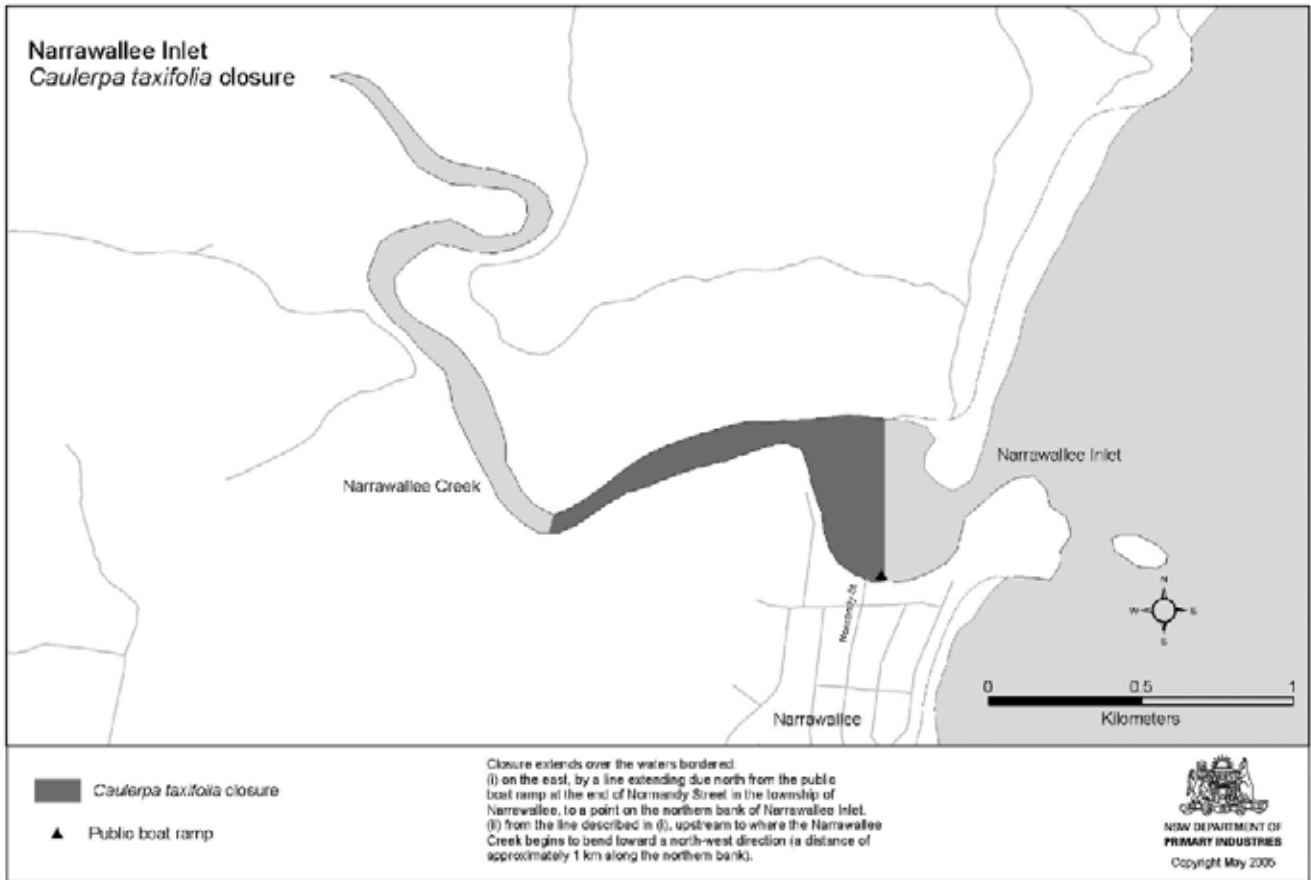 Narrawallee Inlet
Caulerpa taxifolia closure
Narrawallee Inlet
Narrawallee Creek
Normandy St
N
W
E
S
0
0.5
1
Kilometers
Narrawallee
Caulerpa taxifolia closure
Public boat ramp
Closure extends over the waters bordered:
(i) on the east, by a line extending due north from the public
boat ramp at the end of Normandy Street in the township of
Narrawallee, to a point on the northern bank of Narrawallee Inlet.
(ii) from the line described in (i), upstream to where the Narrawallee
Creek begins to bend toward a north-west direction (a distance of
approximately 1 km along the northern bank).
NSW DEPARTMENT OF
PRIMARY INDUSTRIES
Copyright May 2005